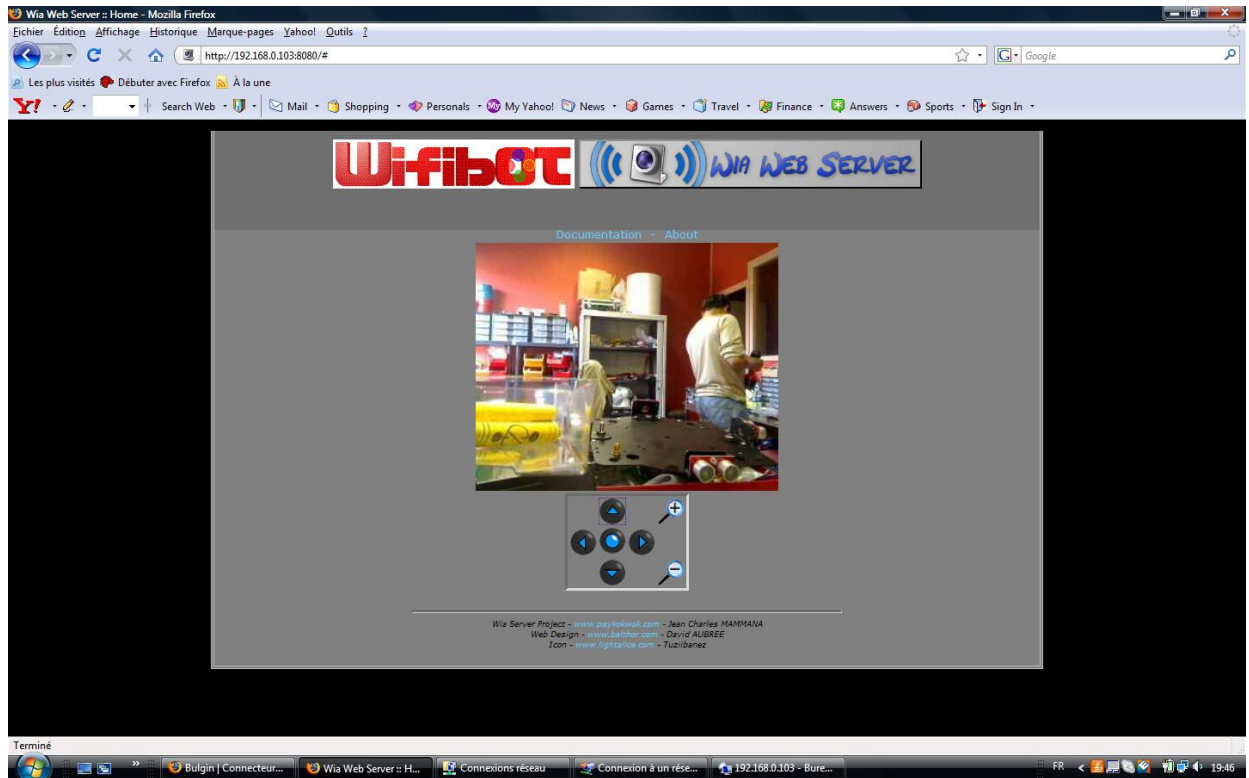 Wia Web Server :: Home - Mozilla Firefox
Fichier Édition Affichage Historique Marque-pages Yahoo! Outils ?
http://192.168.0.103:8080/#
Google
Les plus visités Débuter avec Firefox À la une
Y! Search Web Mail Shopping Personals My Yahoo! News Games Travel Finance Answers Sports Sign In
Wifibot WIA WEB SERVER
Documentation - About
Wia Server Project - www.psykokwak.com - Jean Charles MAMMANA
Web Design - www.balthor.com - David AUBREE
Icon - www.lightalice.com - Tuziibanez
Terminé
Bulgin | Connecteur... Wia Web Server :: H... Connexions réseau Connexion à un rése... 192.168.0.103 - Bure... FR 19:46